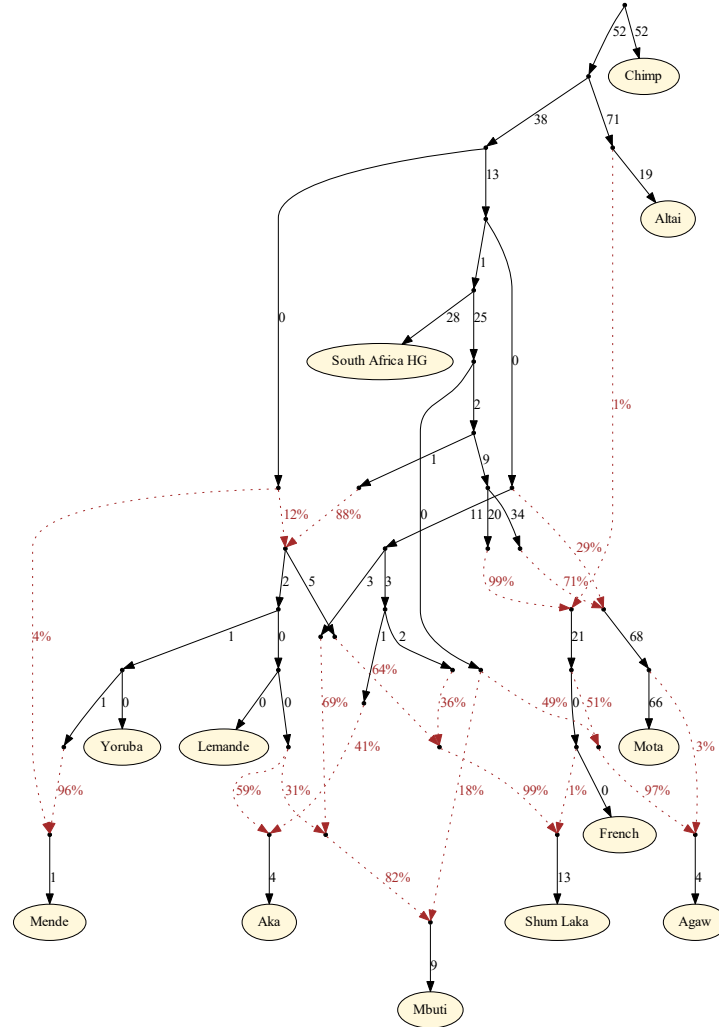 52 52
Chimp
38 71
13 19
Altai
1
28 25
South Africa HG
0 0 1%
2
1 9
12% 88% 0 11 20 34 29%
2 5 3 3 99% 71%
4% 1 0 1 2 21 68
64%
1 0 0 0 69% 36% 49% 0 51% 66
Yoruba Lemande Mota
41% 3%
96% 59% 31% 18% 99% 1% 0 97%
French
1 4 82% 13 4
Mende Aka Shum Laka Agaw
9
Mbuti